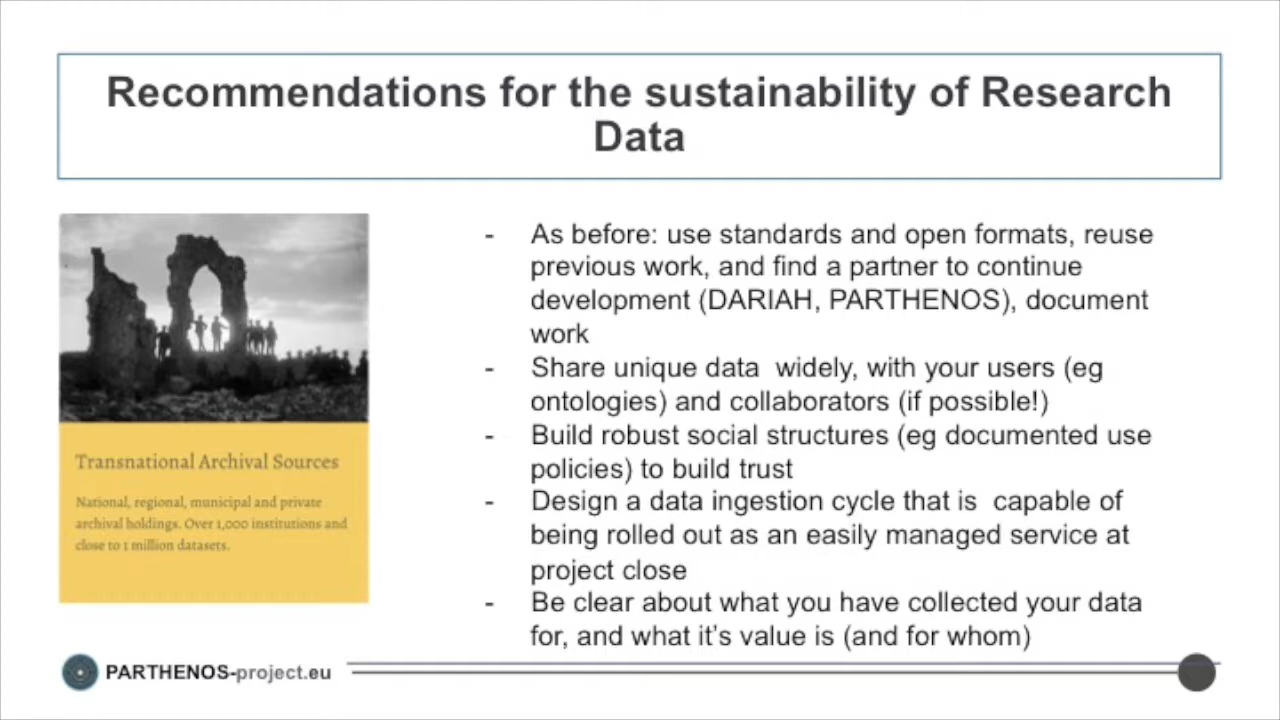 Recommendations for the sustainability of Research
Data
Transnational Archival Sources
National, regional, municipal and private
archival holdings. Over 1,000 institutions and
close to 1 million datasets.
- As before: use standards and open formats, reuse
previous work, and find a partner to continue
development (DARIAH, PARTHENOS), document
work
- Share unique data  widely, with your users (eg
ontologies) and collaborators (if possible!)
- Build robust social structures (eg documented use
policies) to build trust
- Design a data ingestion cycle that is  capable of
being rolled out as an easily managed service at
project close
- Be clear about what you have collected your data
for, and what it’s value is (and for whom)
PARTHENOS-project.eu